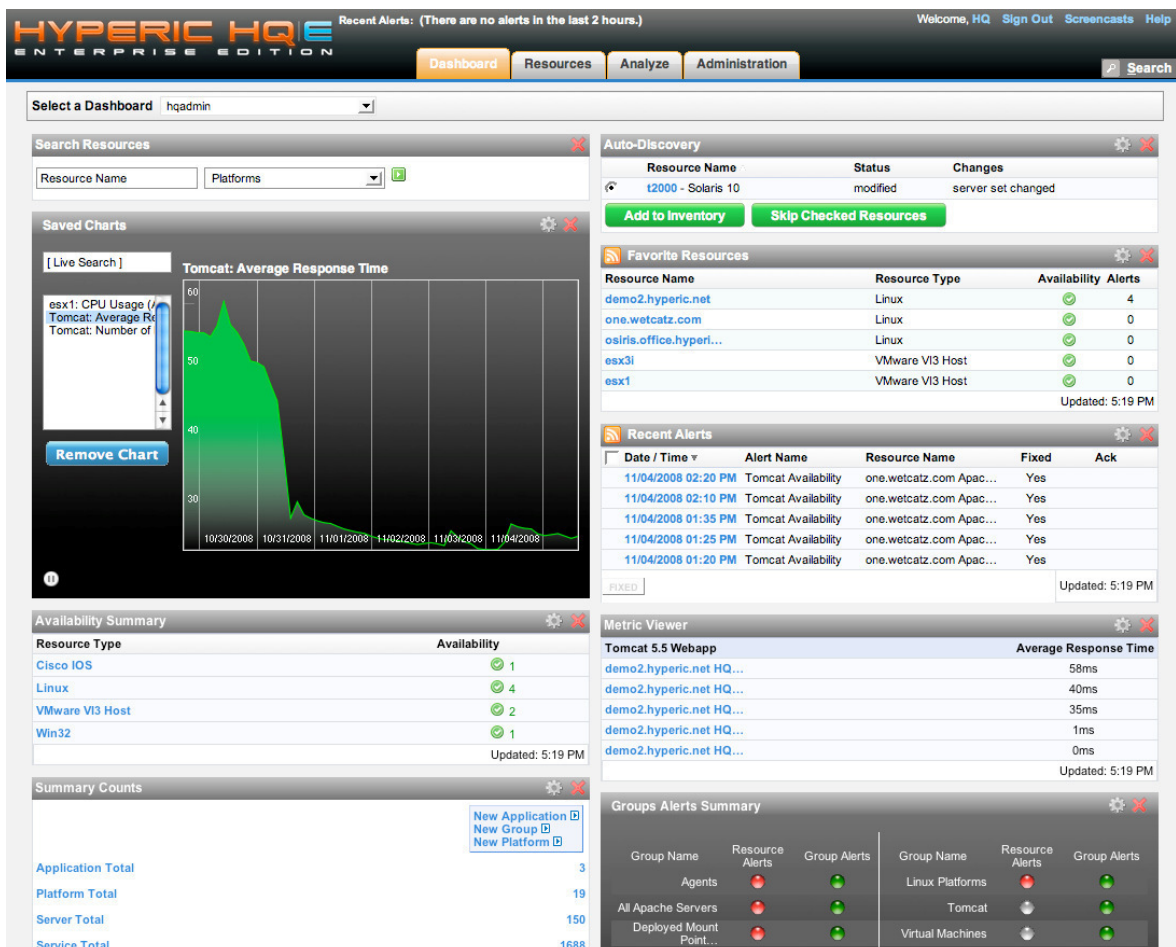 HYPERIC HQ E
ENTERPRISE EDITION
Recent Alerts: (There are no alerts in the last 2 hours.)
Welcome, HQ Sign Out Screencasts Help
Dashboard Resources Analyze Administration
Search
Select a Dashboard hqadmin
Search Resources
Resource Name Platforms
Saved Charts
[ Live Search ]
esx1: CPU Usage (
Tomcat: Average Re
Tomcat: Number of
Remove Chart
Tomcat: Average Response Time
60
50
40
30
10/30/2008 10/31/2008 11/01/2008 11/02/2008 11/03/2008 11/04/2008
Availability Summary
Resource Type Availability
Cisco IOS 1
Linux 4
VMware VI3 Host 2
Win32 1
Updated: 5:19 PM
Summary Counts
New Application
New Group
New Platform
Application Total 3
Platform Total 19
Server Total 150
Service Total 1688
Auto-Discovery
Resource Name Status Changes
t2000 - Solaris 10 modified server set changed
Add to Inventory Skip Checked Resources
Favorite Resources
Resource Name Resource Type Availability Alerts
demo2.hyperic.net Linux 4
one.wetcatz.com Linux 0
osiris.office.hyperi... Linux 0
esx3i VMware VI3 Host 0
esx1 VMware VI3 Host 0
Updated: 5:19 PM
Recent Alerts
Date / Time Alert Name Resource Name Fixed Ack
11/04/2008 02:20 PM Tomcat Availability one.wetcatz.com Apac... Yes
11/04/2008 02:10 PM Tomcat Availability one.wetcatz.com Apac... Yes
11/04/2008 01:35 PM Tomcat Availability one.wetcatz.com Apac... Yes
11/04/2008 01:25 PM Tomcat Availability one.wetcatz.com Apac... Yes
11/04/2008 01:20 PM Tomcat Availability one.wetcatz.com Apac... Yes
FIXED Updated: 5:19 PM
Metric Viewer
Tomcat 5.5 Webapp Average Response Time
demo2.hyperic.net HQ... 58ms
demo2.hyperic.net HQ... 40ms
demo2.hyperic.net HQ... 35ms
demo2.hyperic.net HQ... 1ms
demo2.hyperic.net HQ... 0ms
Updated: 5:19 PM
Groups Alerts Summary
Group Name Resource Alerts Group Alerts Group Name Resource Alerts Group Alerts
Agents Linux Platforms
All Apache Servers Tomcat
Deployed Mount Point... Virtual Machines